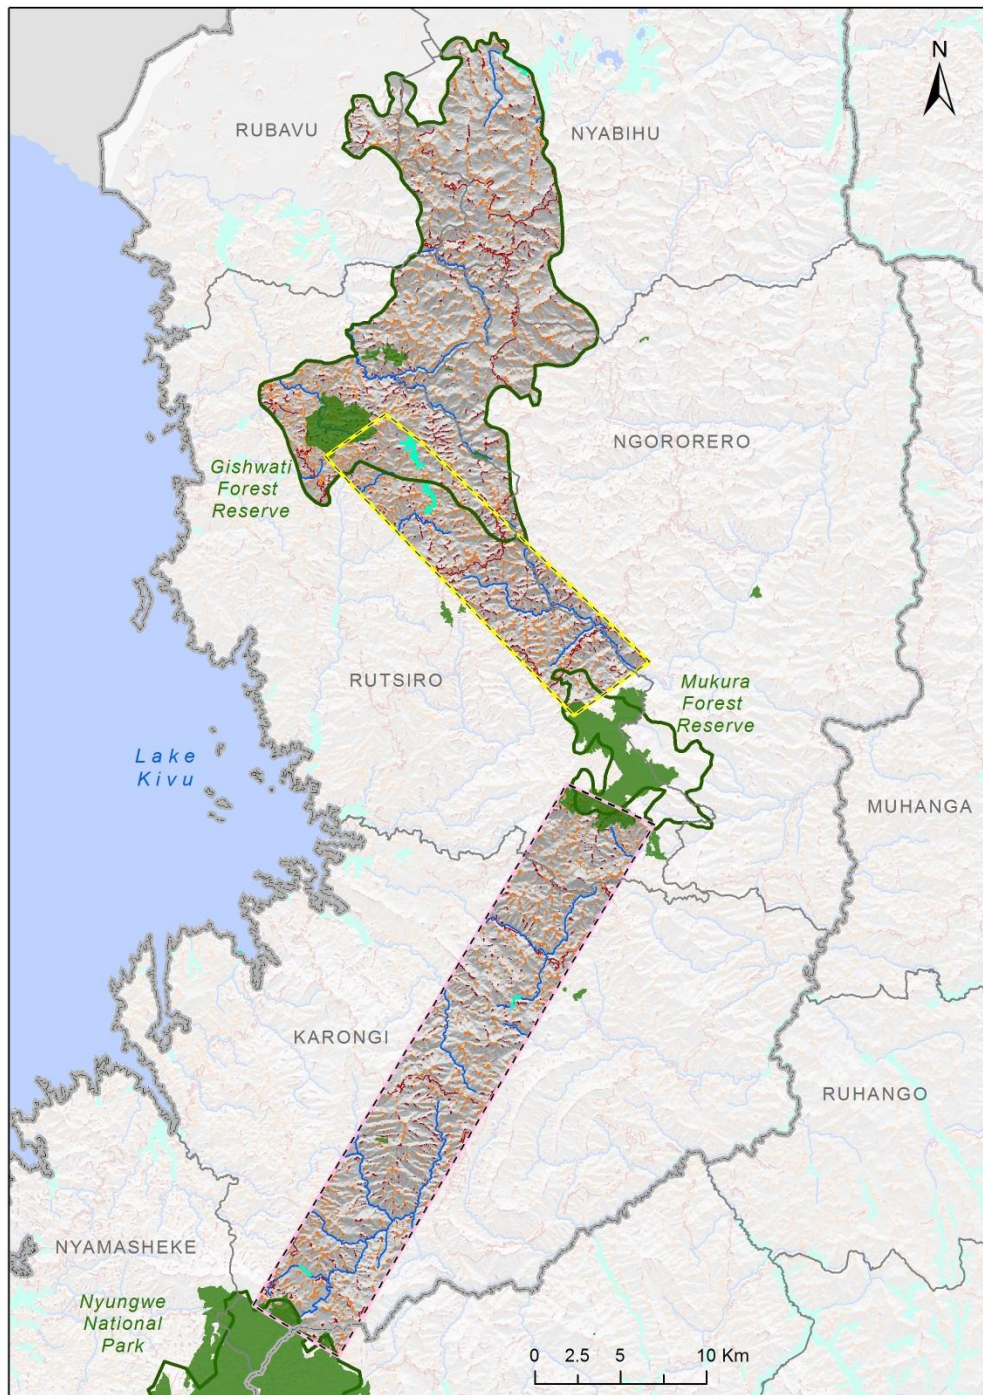 N
RUBAVU
NYABIHU
NGORORERO
Gishwati
Forest
Reserve
RUTSIRO
Mukura
Forest
Reserve
Lake
Kivu
MUHANGA
KARONGI
RUHANGO
NYAMASHEKE
Nyungwe
National
Park
0 2.5 5 10 Km